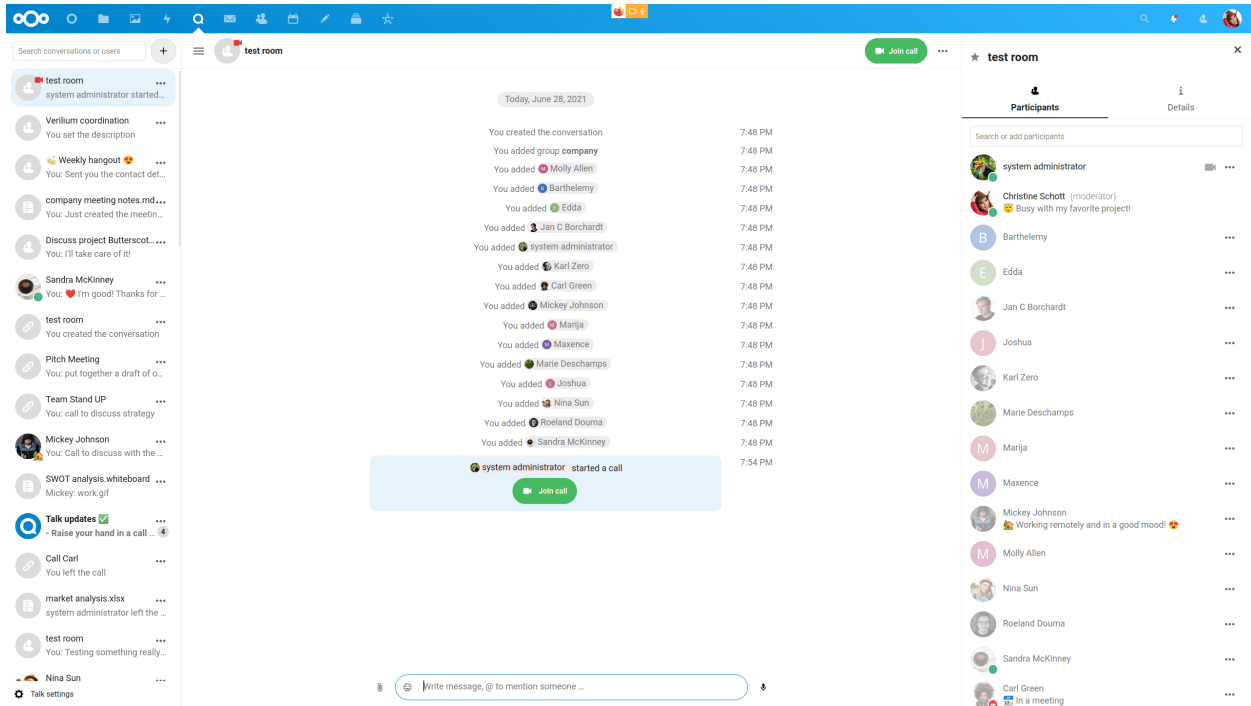 Search conversations or users
+
test room
system administrator started...
Verilium coordination
You set the description
👋 Weekly hangout 😍
You: Sent you the contact det...
company meeting notes.md...
You: Just created the meetin...
Discuss project Butterscot...
You: I'll take care of it!
Sandra McKinney
You: ❤️ I'm good! Thanks for ...
test room
You created the conversation
Pitch Meeting
You: put together a draft of o...
Team Stand UP
You: call to discuss strategy
Mickey Johnson
You: Call to discuss with the ...
SWOT analysis.whiteboard
Mickey: work.gif
Talk updates ✅
- Raise your hand in a call ... 4
Call Carl
You left the call
market analysis.xlsx
system administrator left the ...
test room
You: Testing something really...
Nina Sun
Talk settings
test room
Join call
Today, June 28, 2021
You created the conversation 7:48 PM
You added group company 7:48 PM
You added M Molly Allen 7:48 PM
You added B Barthelemy 7:48 PM
You added E Edda 7:48 PM
You added Jan C Borchardt 7:48 PM
You added system administrator 7:48 PM
You added Karl Zero 7:48 PM
You added Carl Green 7:48 PM
You added Mickey Johnson 7:48 PM
You added M Marija 7:48 PM
You added M Maxence 7:48 PM
You added Marie Deschamps 7:48 PM
You added J Joshua 7:48 PM
You added Nina Sun 7:48 PM
You added Roeland Douma 7:48 PM
You added Sandra McKinney 7:48 PM
system administrator started a call 7:54 PM
Join call
Write message, @ to mention someone ...
test room
Participants
Details
Search or add participants
system administrator
Christine Schott (moderator)
😇 Busy with my favorite project!
B Barthelemy
E Edda
Jan C Borchardt
J Joshua
Karl Zero
Marie Deschamps
M Marija
M Maxence
Mickey Johnson
🏡 Working remotely and in a good mood! 😍
M Molly Allen
Nina Sun
Roeland Douma
Sandra McKinney
Carl Green
📅 In a meeting